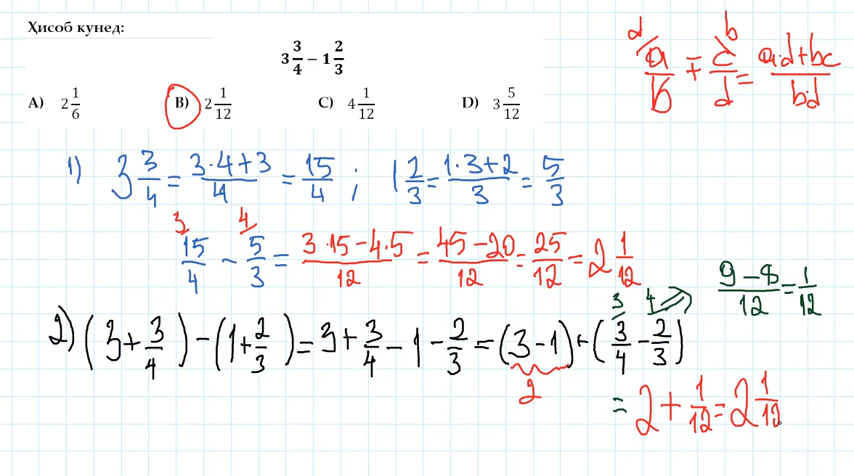 Ҳисоб кунед:
3 3/4 − 1 2/3
A) 2 1/6 B) 2 1/12 C) 4 1/12 D) 3 5/12
d/ a/b ∓ b/ c/d = (a·d+bc)/(b·d)
1) 3 3/4 = (3·4+3)/4 = 15/4 ; 1 2/3 = (1·3+2)/3 = 5/3
3/ 15/4 − 4/ 5/3 = (3·15−4·5)/12 = (45−20)/12 = 25/12 = 2 1/12
(9−8)/12 = 1/12
2) (3+3/4) − (1+2/3) = 3+3/4−1−2/3 = (3−1) + (3/ 3/4 − 4/ 2/3)
2
= 2 + 1/12 = 2 1/12